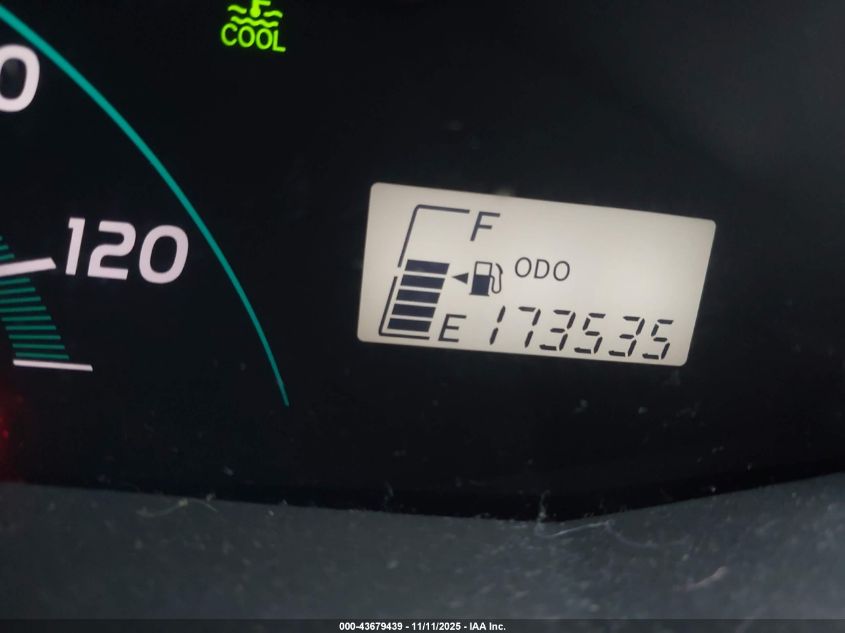 COOL
0
120
F
ODO
E 173535
000-43679439 - 11/11/2025 - IAA Inc.